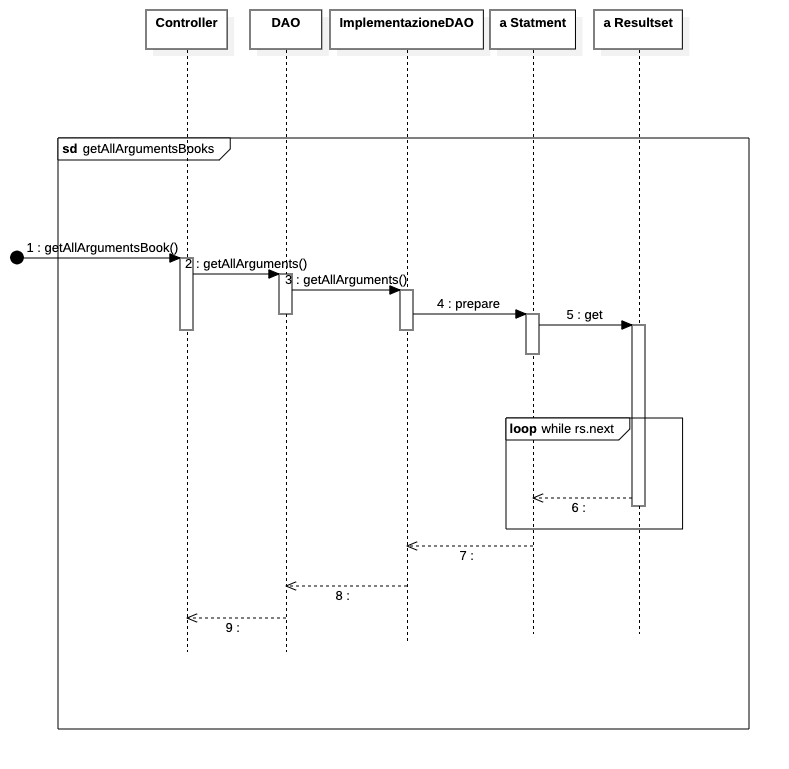 Controller
DAO
ImplementazioneDAO
a Statment
a Resultset
sd getAllArgumentsBooks
1 : getAllArgumentsBook()
2 : getAllArguments()
3 : getAllArguments()
4 : prepare
5 : get
loop while rs.next
6 :
7 :
8 :
9 :